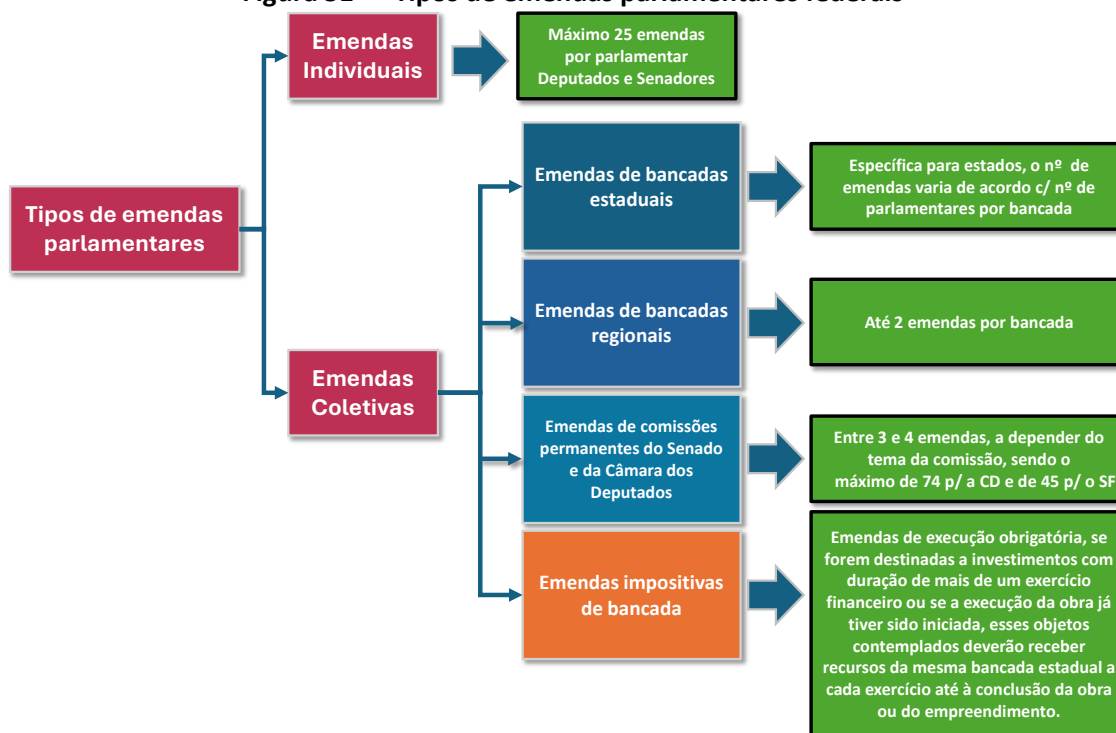 Emendas
Individuais
Máximo 25 emendas
por parlamentar
Deputados e Senadores
Tipos de emendas
parlamentares
Emendas
Coletivas
Emendas de bancadas
estaduais
Específica para estados, o nº de
emendas varia de acordo c/ nº de
parlamentares por bancada
Emendas de bancadas
regionais
Até 2 emendas por bancada
Emendas de comissões
permanentes do Senado
e da Câmara dos
Deputados
Entre 3 e 4 emendas, a depender do
tema da comissão, sendo o
máximo de 74 p/ a CD e de 45 p/ o SF
Emendas impositivas
de bancada
Emendas de execução obrigatória, se
forem destinadas a investimentos com
duração de mais de um exercício
financeiro ou se a execução da obra já
tiver sido iniciada, esses objetos
contemplados deverão receber
recursos da mesma bancada estadual a
cada exercício até à conclusão da obra
ou do empreendimento.